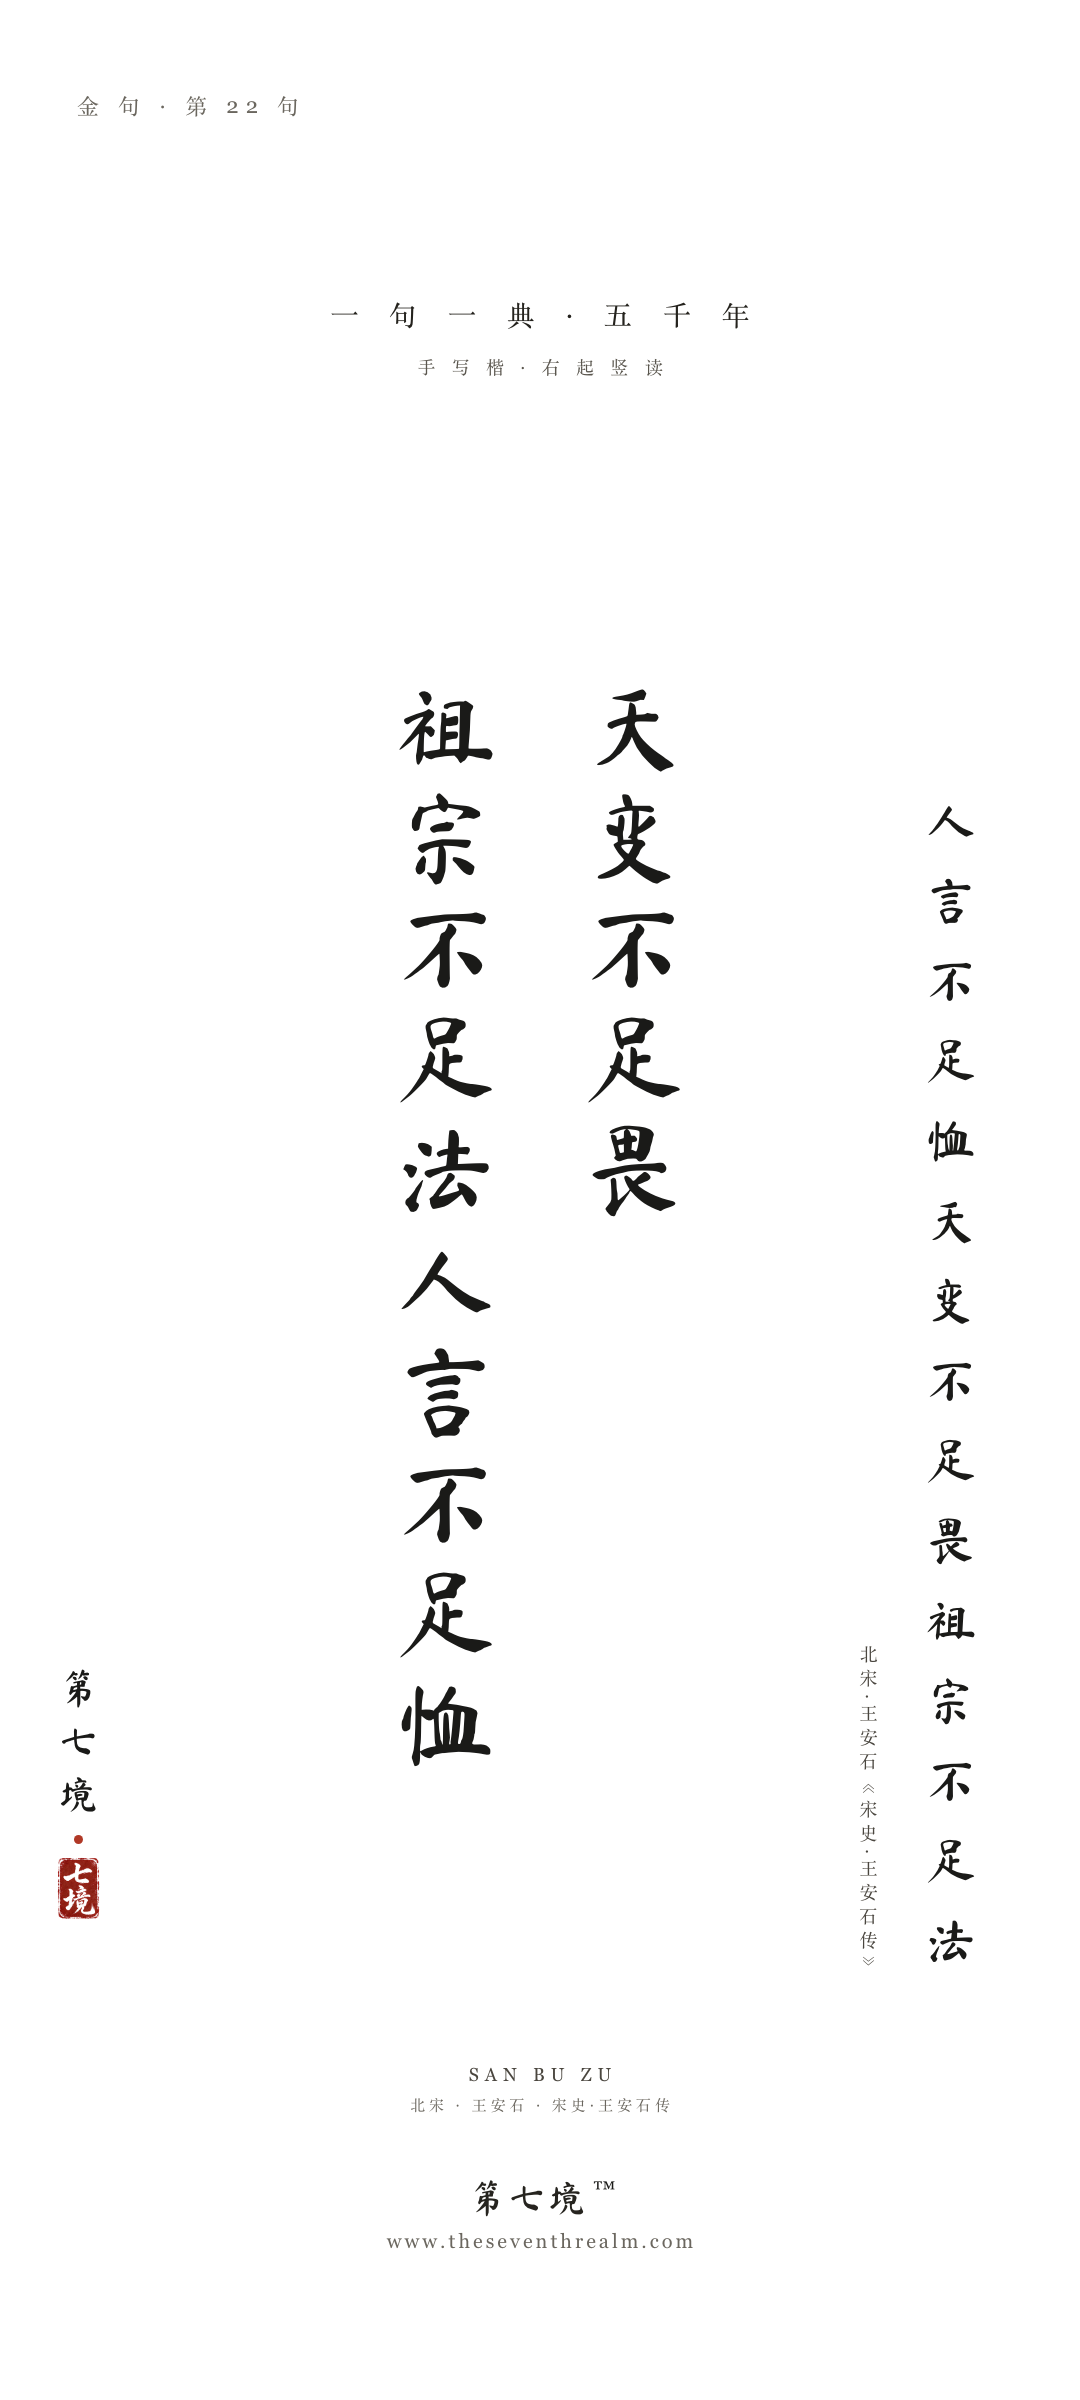 金句·第22句
一句一典·五千年
手写楷·右起竖读
人言不足恤天变不足畏祖宗不足法
北宋·王安石《宋史·王安石传》
天变不足畏
祖宗不足法人言不足恤
第七境
七境
SAN BU ZU
北宋 · 王安石 · 宋史·王安石传
第七境™
www.theseventhrealm.com